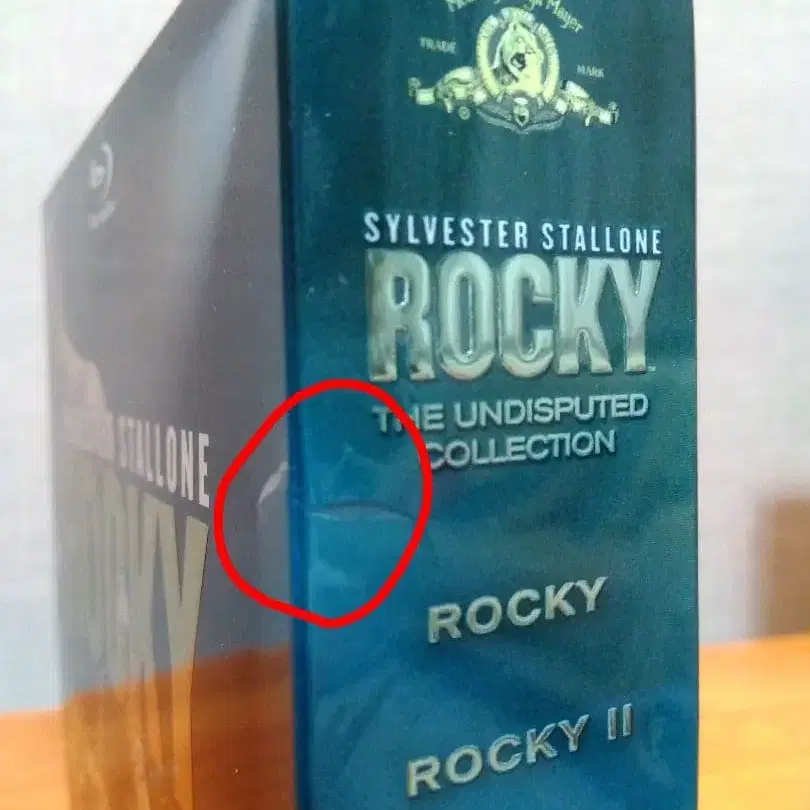 TRADE
MARK
SYLVESTER STALLONE
ROCKY
THE UNDISPUTED
COLLECTION
ROCKY
ROCKY II
STALLONE